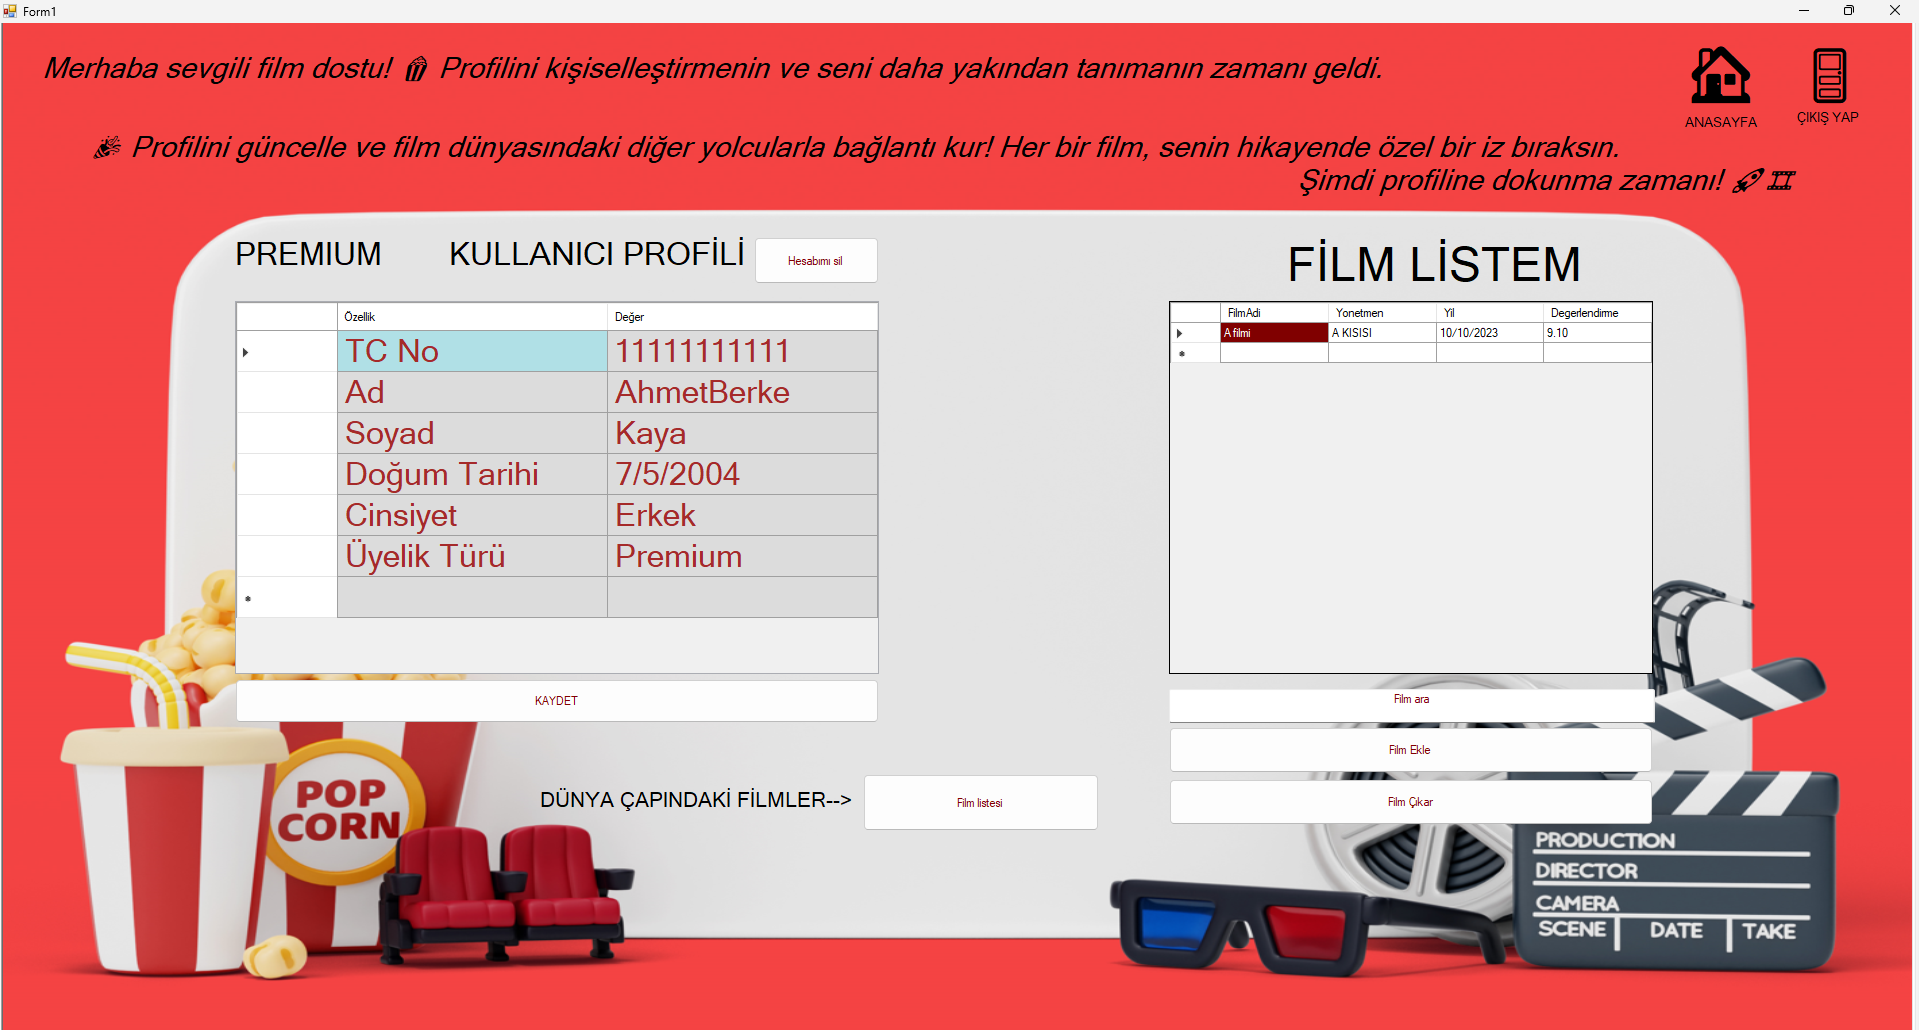 Form1
Merhaba sevgili film dostu! 🍿 Profilini kişiselleştirmenin ve seni daha yakından tanımanın zamanı geldi.
ANASAYFA
ÇIKIŞ YAP
🎉 Profilini güncelle ve film dünyasındaki diğer yolcularla bağlantı kur! Her bir film, senin hikayende özel bir iz bıraksın.
Şimdi profiline dokunma zamanı! 🚀🎞
PREMIUM
KULLANICI PROFİLİ
Hesabımı sil
Özellik Değer
TC No 11111111111
Ad AhmetBerke
Soyad Kaya
Doğum Tarihi 7/5/2004
Cinsiyet Erkek
Üyelik Türü Premium
KAYDET
FİLM LİSTEM
FilmAdi Yonetmen Yil Degerlendirme
A filmi A KISISI 10/10/2023 9.10
Film ara
Film Ekle
Film Çıkar
DÜNYA ÇAPINDAKİ FİLMLER-->
Film listesi
POP
CORN
PRODUCTION
DIRECTOR
CAMERA
SCENE DATE TAKE